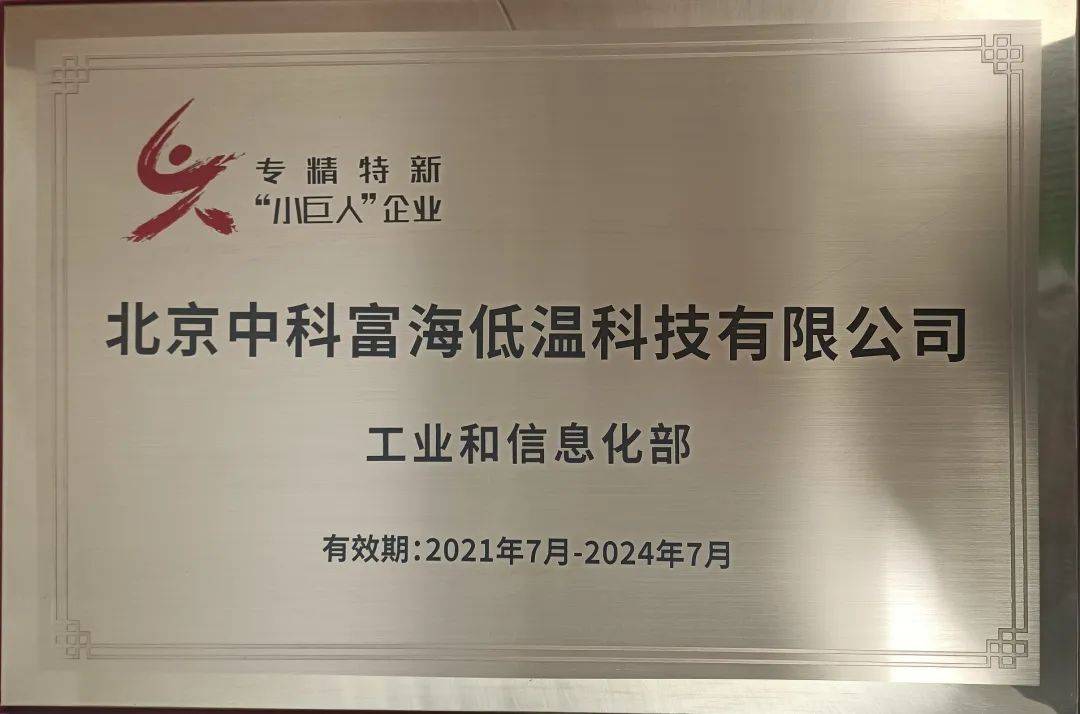 专精特新
“小巨人”企业
北京中科富海低温科技有限公司
工业和信息化部
有效期:2021年7月-2024年7月